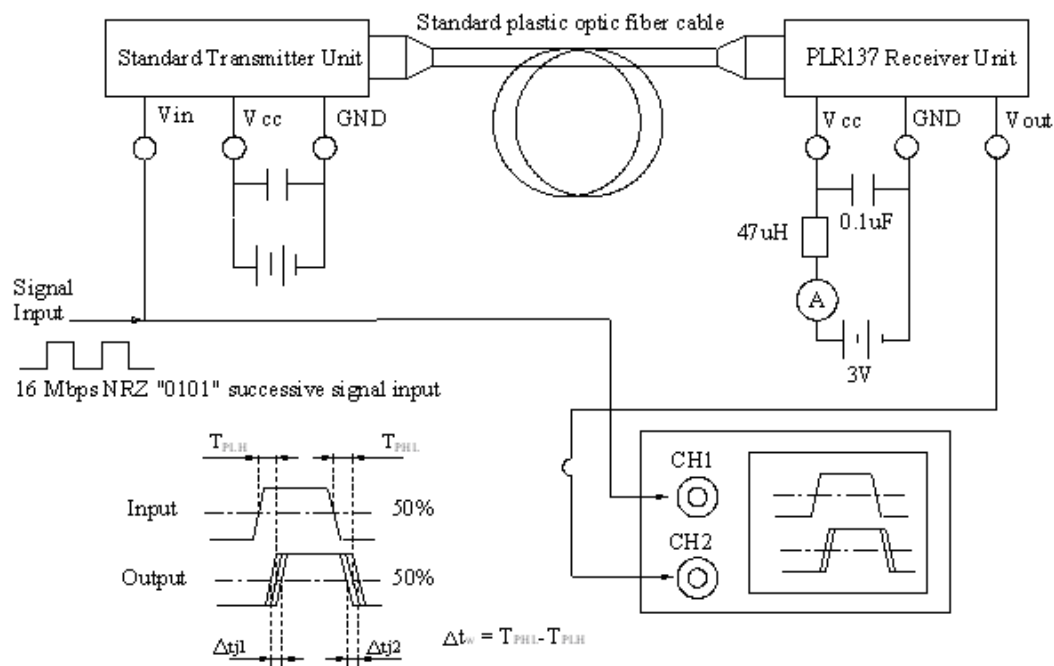 Standard plastic optic fiber cable
Standard Transmitter Unit
PLR137 Receiver Unit
Vin
Vcc
GND
Vcc
GND
Vout
0.1uF
47uH
A
3V
Signal
Input
16 Mbps NRZ "0101" successive signal input
TPLH
TPHL
Input
50%
Output
50%
Δtj1
Δtj2
Δtw = TPHL-TPLH
CH1
CH2